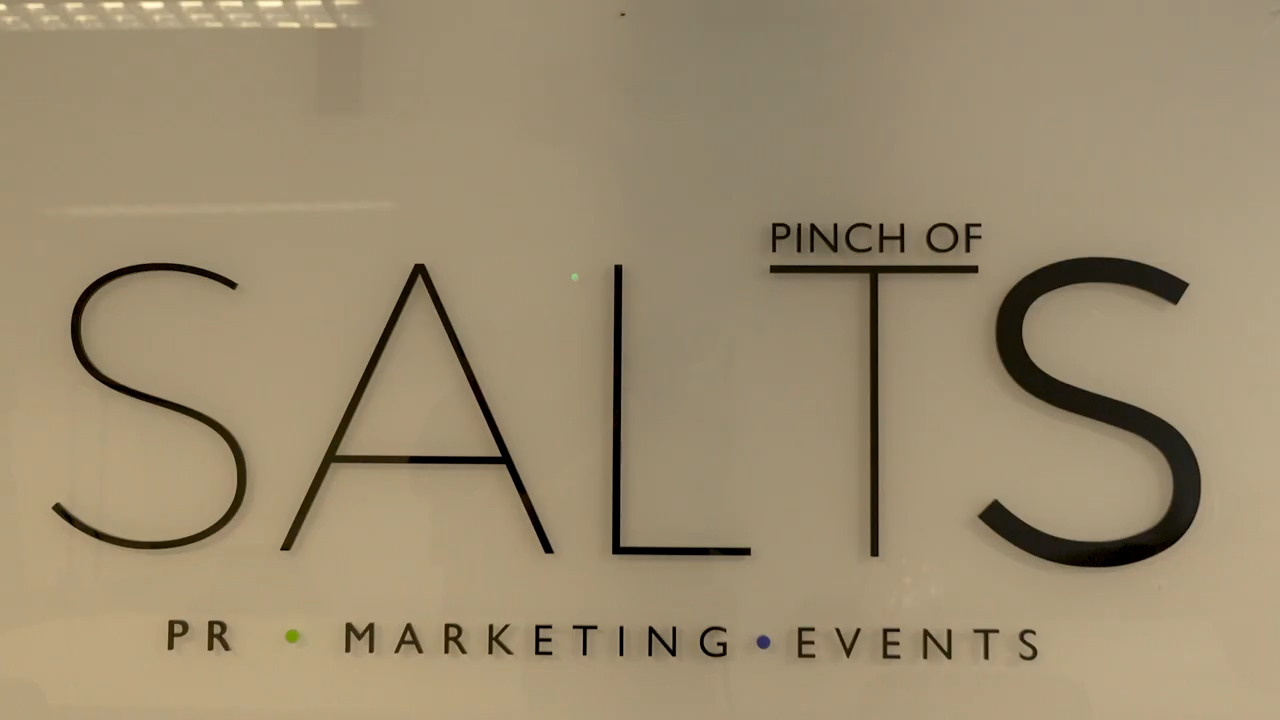 PINCH OF
SALTS
PR • MARKETING • EVENTS